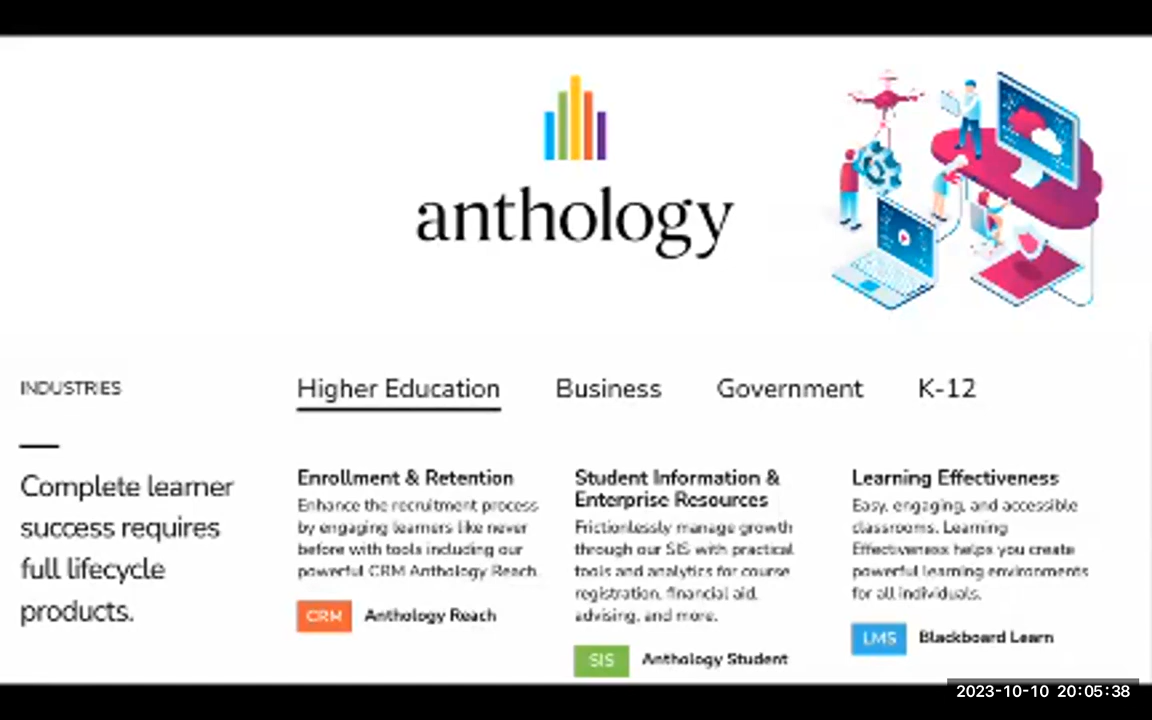 anthology
INDUSTRIES
Higher Education
Business
Government
K-12
Complete learner
success requires
full lifecycle
products.
Enrollment & Retention
Enhance the recruitment process
by engaging learners like never
before with tools including our
powerful CRM Anthology Reach.
CRM Anthology Reach
Student Information &
Enterprise Resources
Frictionlessly manage growth
through our SIS with practical
tools and analytics for course
registration, financial aid,
advising, and more.
SIS Anthology Student
Learning Effectiveness
Easy, engaging, and accessible
classrooms. Learning
Effectiveness helps you create
powerful learning environments
for all individuals.
LMS Blackboard Learn
2023-10-10 20:05:38